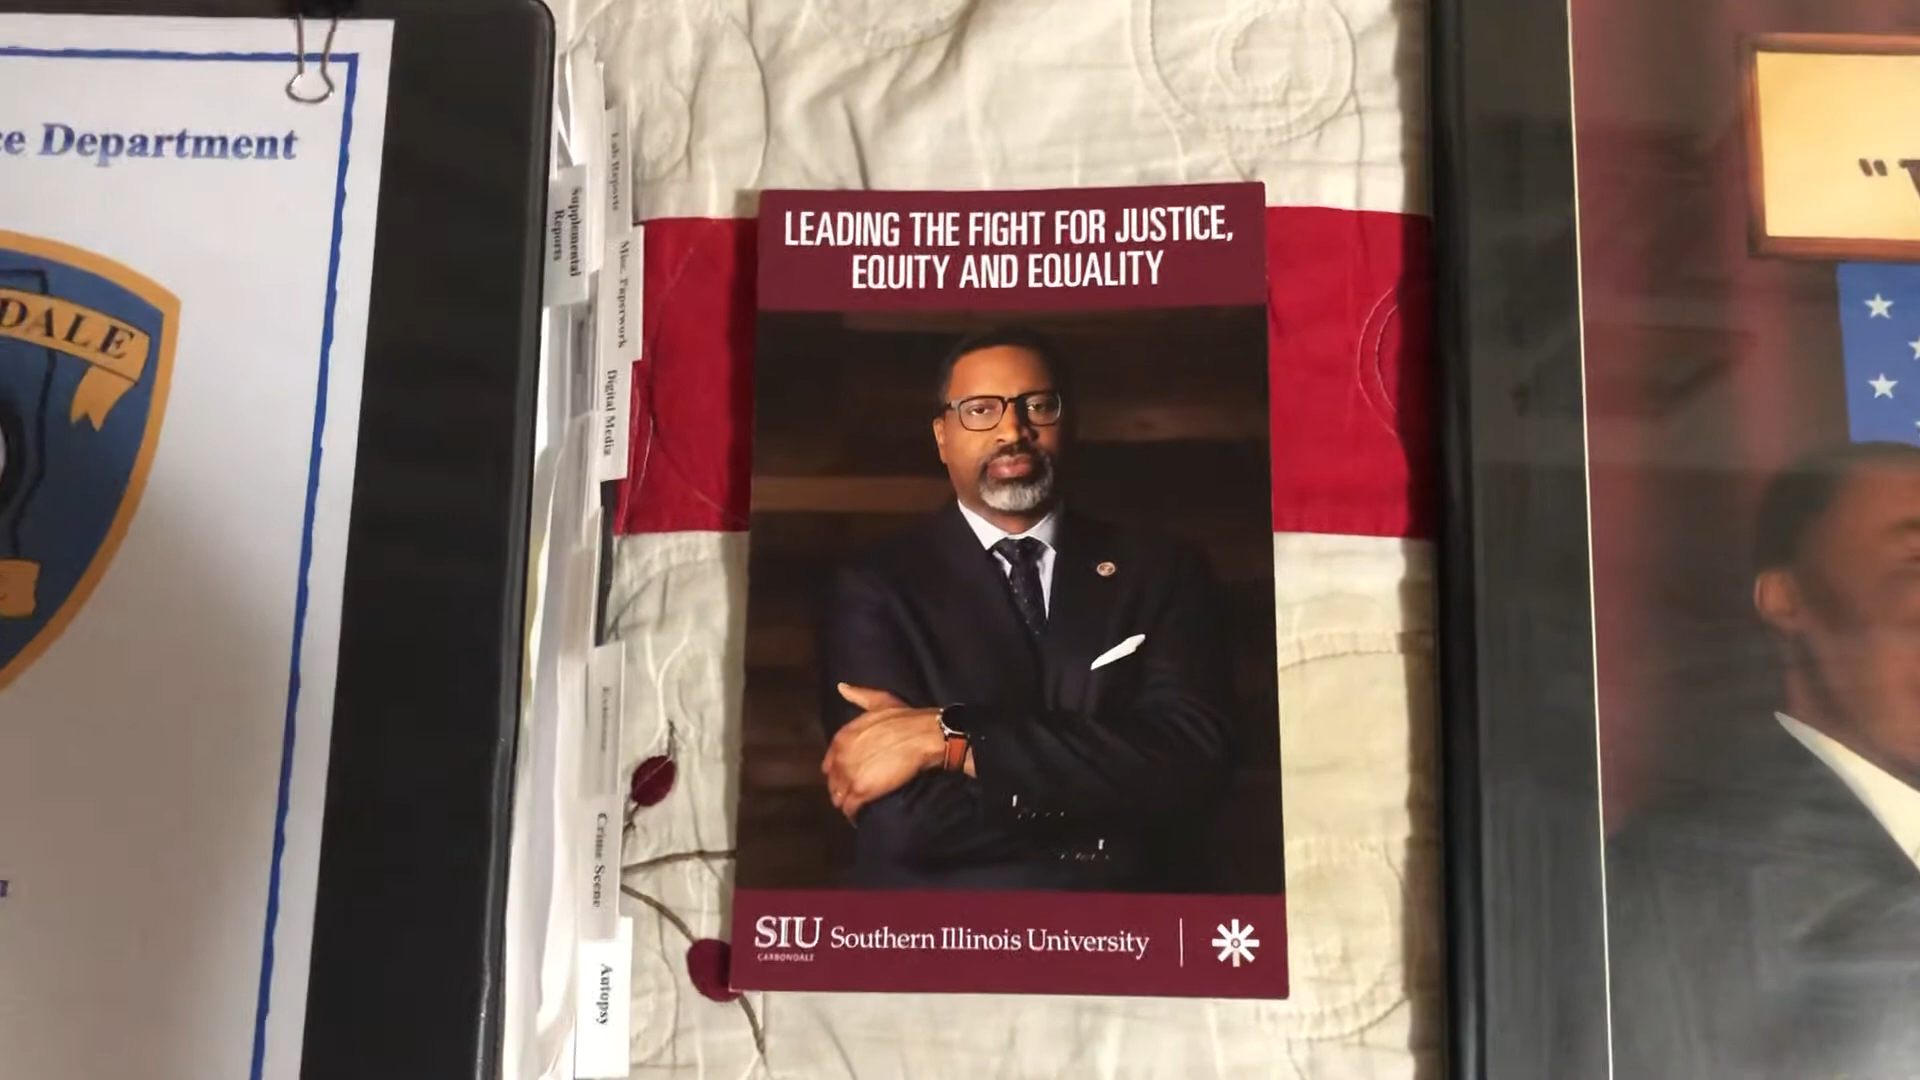 ce Department
DALE
Lab Reports
Supplemental
Reports
Misc. Paperwork
Digital Media
Evidence
Crime Scene
Autopsy
LEADING THE FIGHT FOR JUSTICE,
EQUITY AND EQUALITY
SIU Southern Illinois University
CARBONDALE